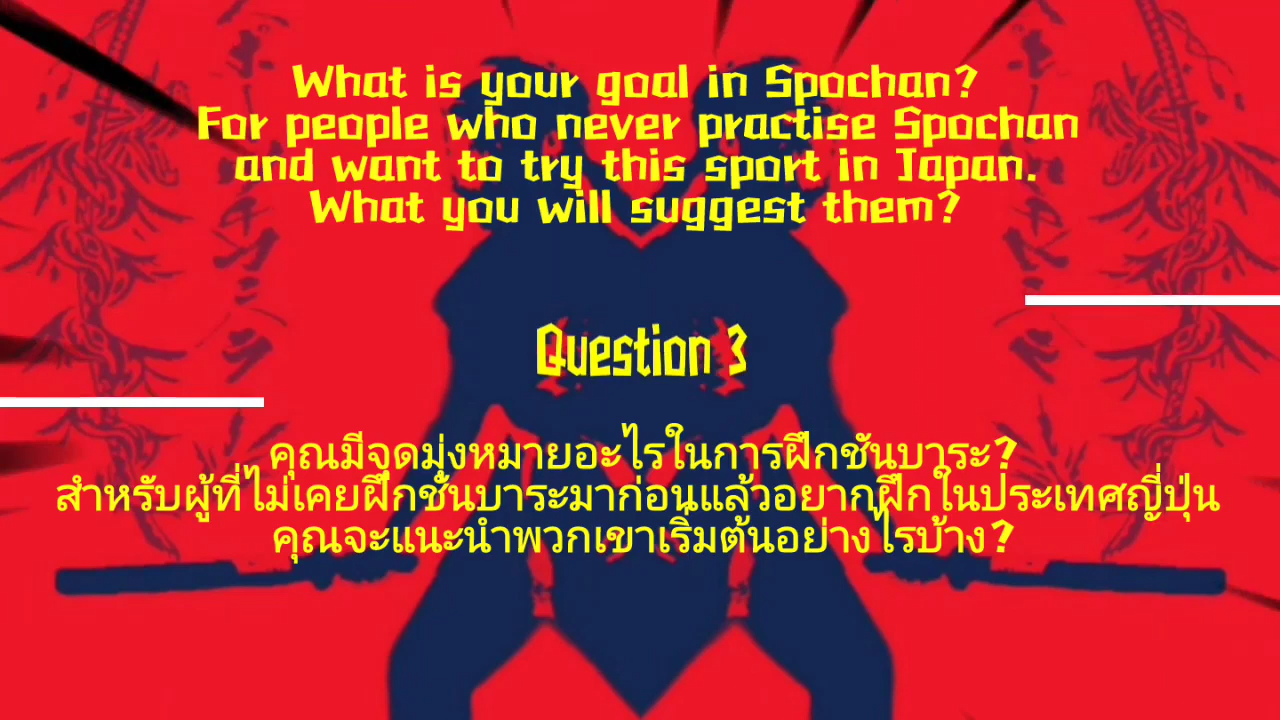 What is your goal in Spochan?
For people who never practise Spochan
and want to try this sport in Japan.
What you will suggest them?
Question 3
คุณมีจุดมุ่งหมายอะไรในการฝึกชันบาระ?
สำหรับผู้ที่ไม่เคยฝึกชันบาระมาก่อนแล้วอยากฝึกในประเทศญี่ปุ่น
คุณจะแนะนำพวกเขาเริ่มต้นอย่างไรบ้าง?